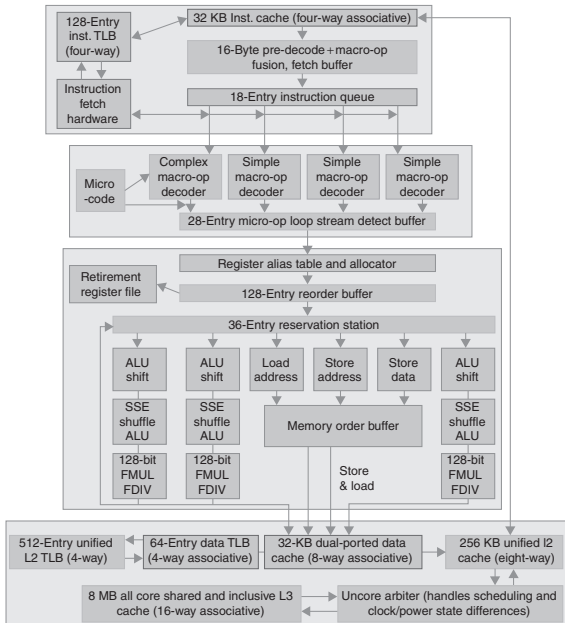 128-Entry
inst. TLB
(four-way)
32 KB Inst. cache (four-way associative)
16-Byte pre-decode+macro-op
fusion, fetch buffer
Instruction
fetch
hardware
18-Entry instruction queue
Micro
-code
Complex
macro-op
decoder
Simple
macro-op
decoder
Simple
macro-op
decoder
Simple
macro-op
decoder
28-Entry micro-op loop stream detect buffer
Register alias table and allocator
Retirement
register file
128-Entry reorder buffer
36-Entry reservation station
ALU
shift
ALU
shift
Load
address
Store
address
Store
data
ALU
shift
SSE
shuffle
ALU
SSE
shuffle
ALU
Memory order buffer
SSE
shuffle
ALU
128-bit
FMUL
FDIV
128-bit
FMUL
FDIV
Store
& load
128-bit
FMUL
FDIV
512-Entry unified
L2 TLB (4-way)
64-Entry data TLB
(4-way associative)
32-KB dual-ported data
cache (8-way associative)
256 KB unified l2
cache (eight-way)
8 MB all core shared and inclusive L3
cache (16-way associative)
Uncore arbiter (handles scheduling and
clock/power state differences)